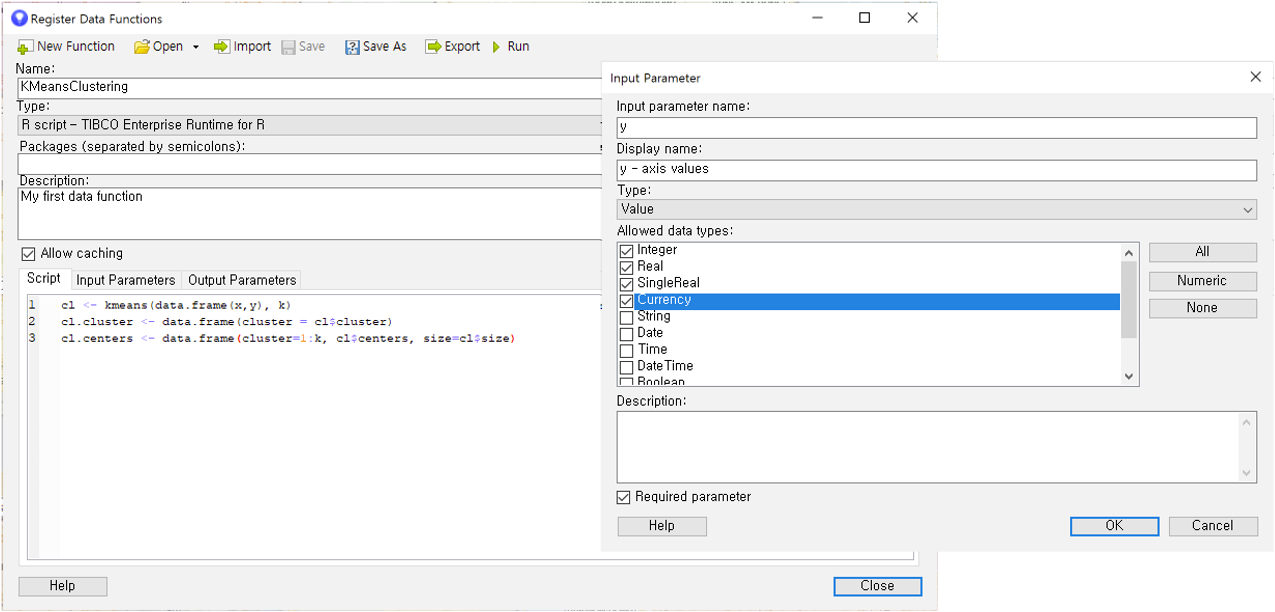 Register Data Functions
New Function Open Import Save Save As Export Run
Name:
KMeansClustering
Type:
R script - TIBCO Enterprise Runtime for R
Packages (separated by semicolons):
Description:
My first data function
Allow caching
Script Input Parameters Output Parameters
1 cl <- kmeans(data.frame(x,y), k)
2 cl.cluster <- data.frame(cluster = cl$cluster)
3 cl.centers <- data.frame(cluster=1:k, cl$centers, size=cl$size)
Help
Close
Input Parameter
Input parameter name:
y
Display name:
y - axis values
Type:
Value
Allowed data types:
Integer
Real
SingleReal
Currency
String
Date
Time
DateTime
Boolean
All
Numeric
None
Description:
Required parameter
Help
OK
Cancel